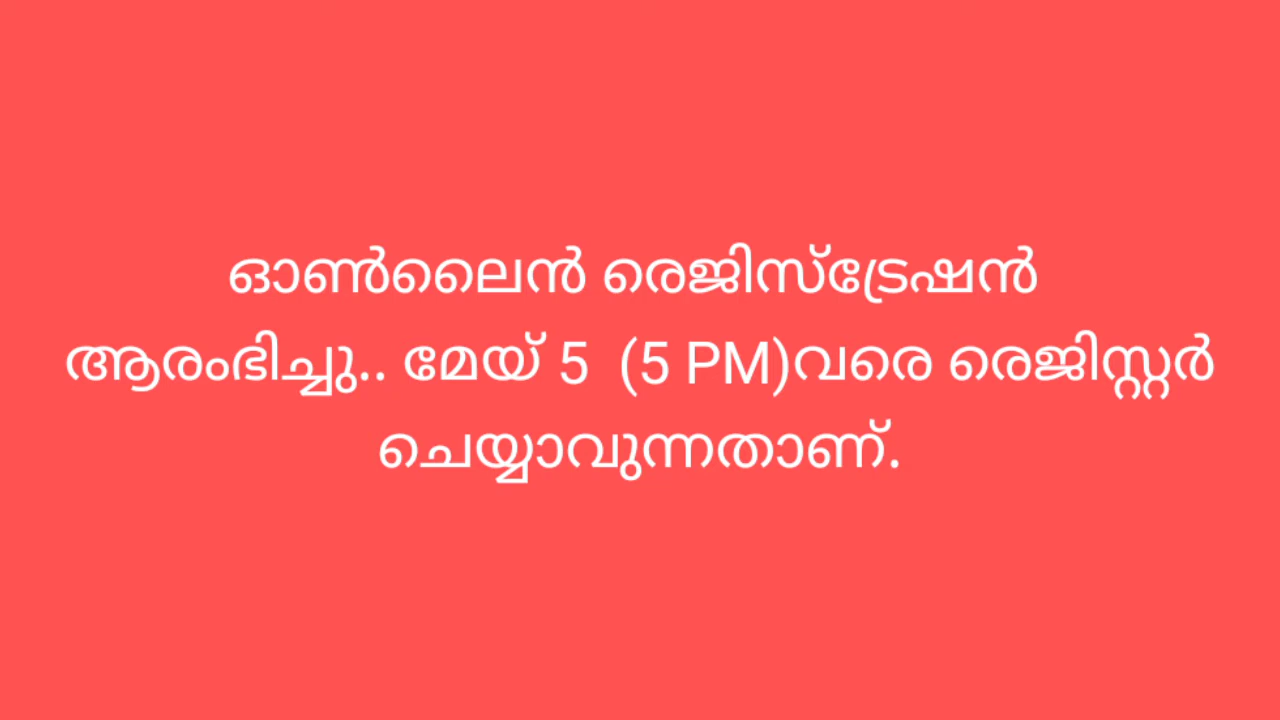 ഓൺലൈൻ രെജിസ്ട്രേഷൻ
ആരംഭിച്ചു.. മേയ് 5  (5 PM)വരെ രെജിസ്റ്റർ
ചെയ്യാവുന്നതാണ്.